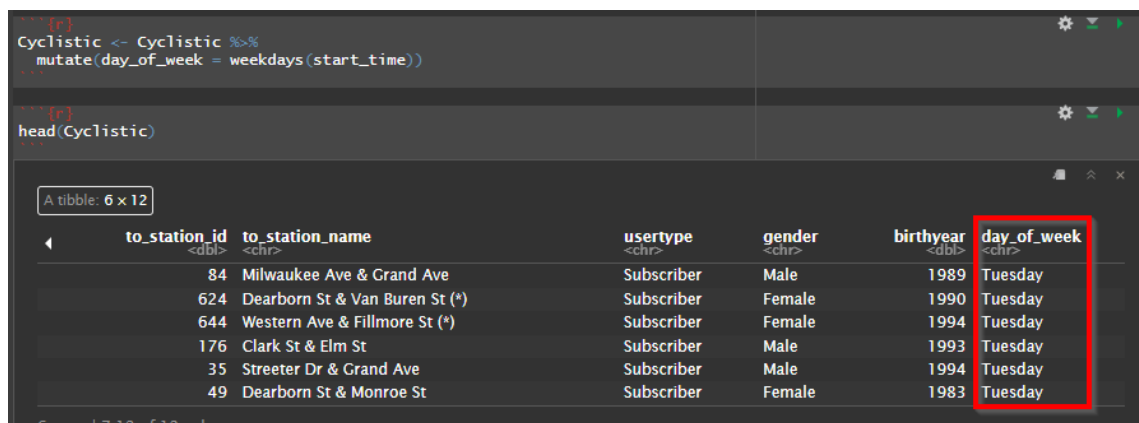 ```{r}
Cyclistic <- Cyclistic %>%
  mutate(day_of_week = weekdays(start_time))
```
```{r}
head(Cyclistic)
```
A tibble: 6 × 12
to_station_id to_station_name usertype gender birthyear day_of_week
<dbl> <chr> <chr> <chr> <dbl> <chr>
84 Milwaukee Ave & Grand Ave Subscriber Male 1989 Tuesday
624 Dearborn St & Van Buren St (*) Subscriber Female 1990 Tuesday
644 Western Ave & Fillmore St (*) Subscriber Female 1994 Tuesday
176 Clark St & Elm St Subscriber Male 1993 Tuesday
35 Streeter Dr & Grand Ave Subscriber Male 1994 Tuesday
49 Dearborn St & Monroe St Subscriber Female 1983 Tuesday